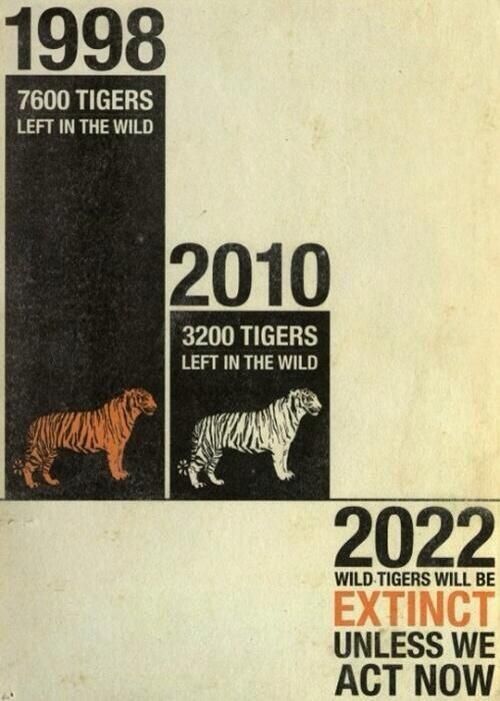 1998
7600 TIGERS
LEFT IN THE WILD
2010
3200 TIGERS
LEFT IN THE WILD
2022
WILD TIGERS WILL BE
EXTINCT
UNLESS WE
ACT NOW